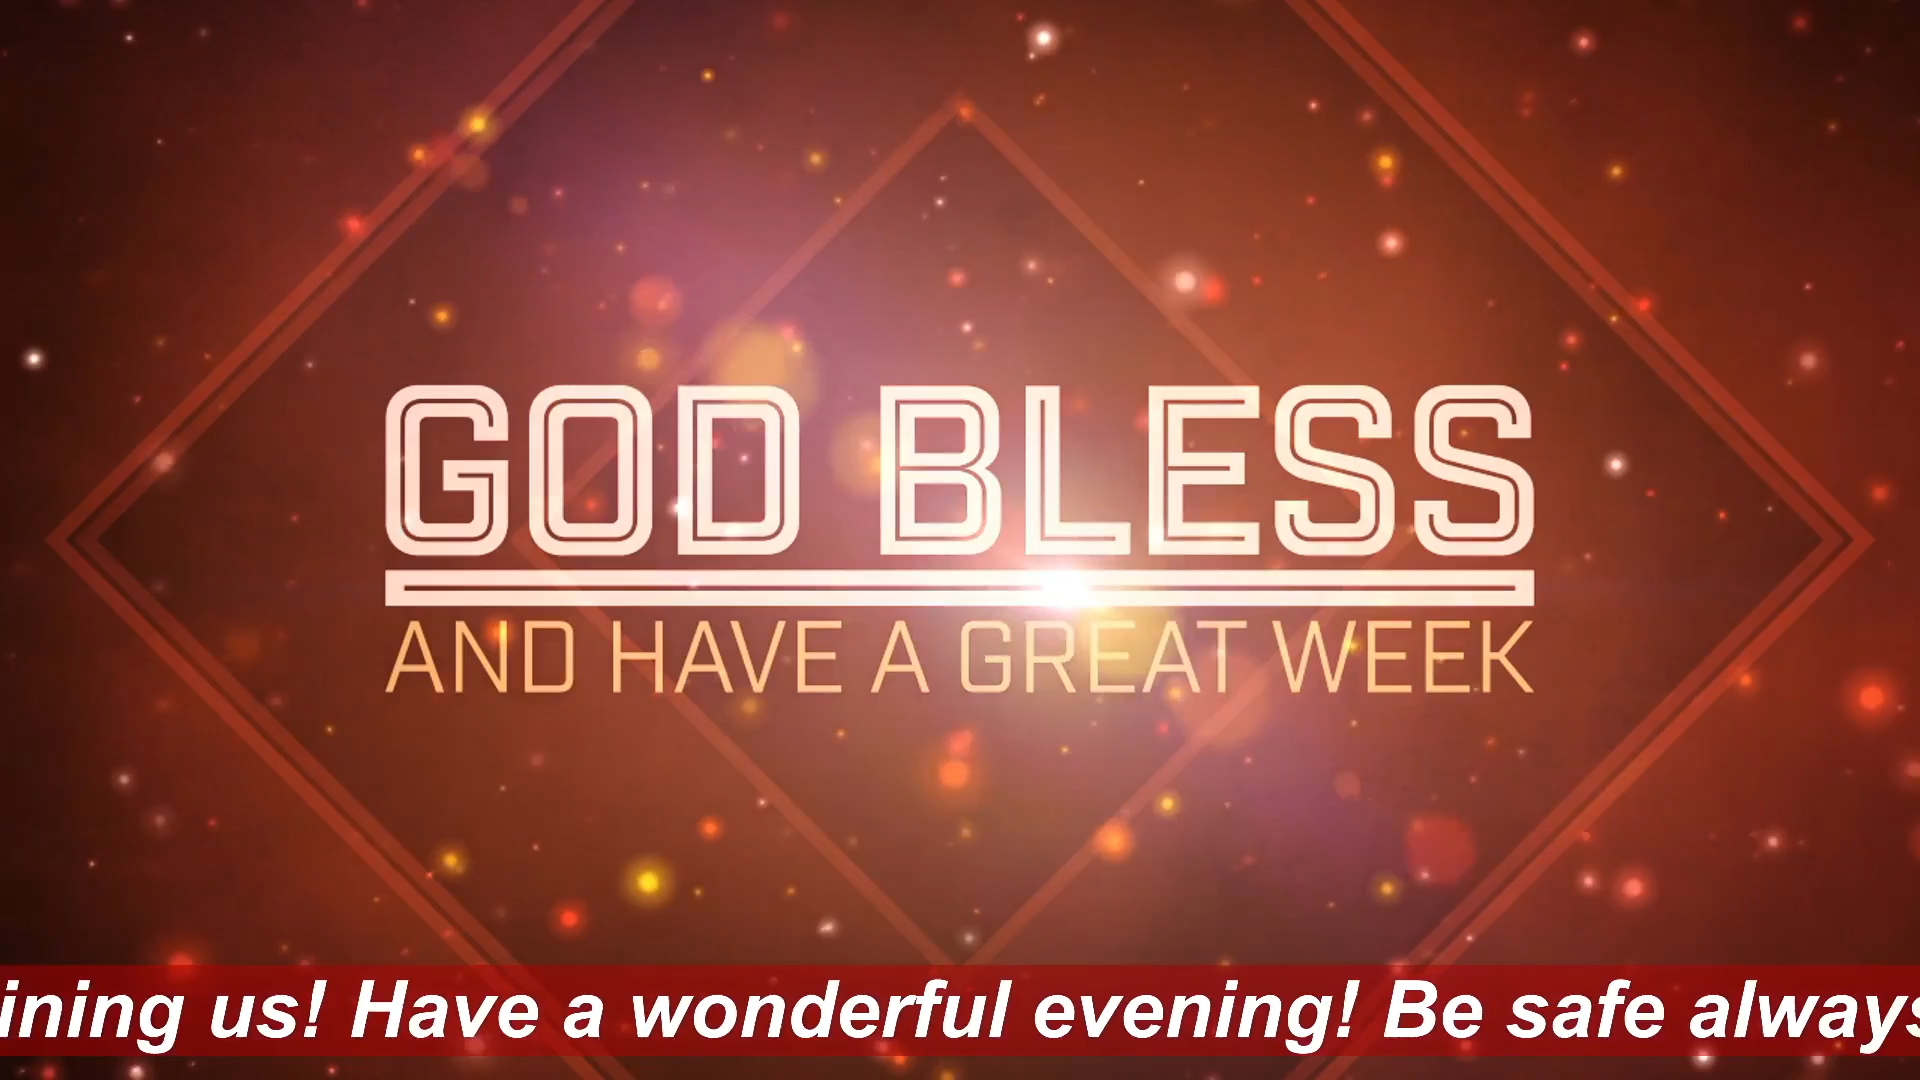 GOD BLESS
AND HAVE A GREAT WEEK
ining us! Have a wonderful evening! Be safe always